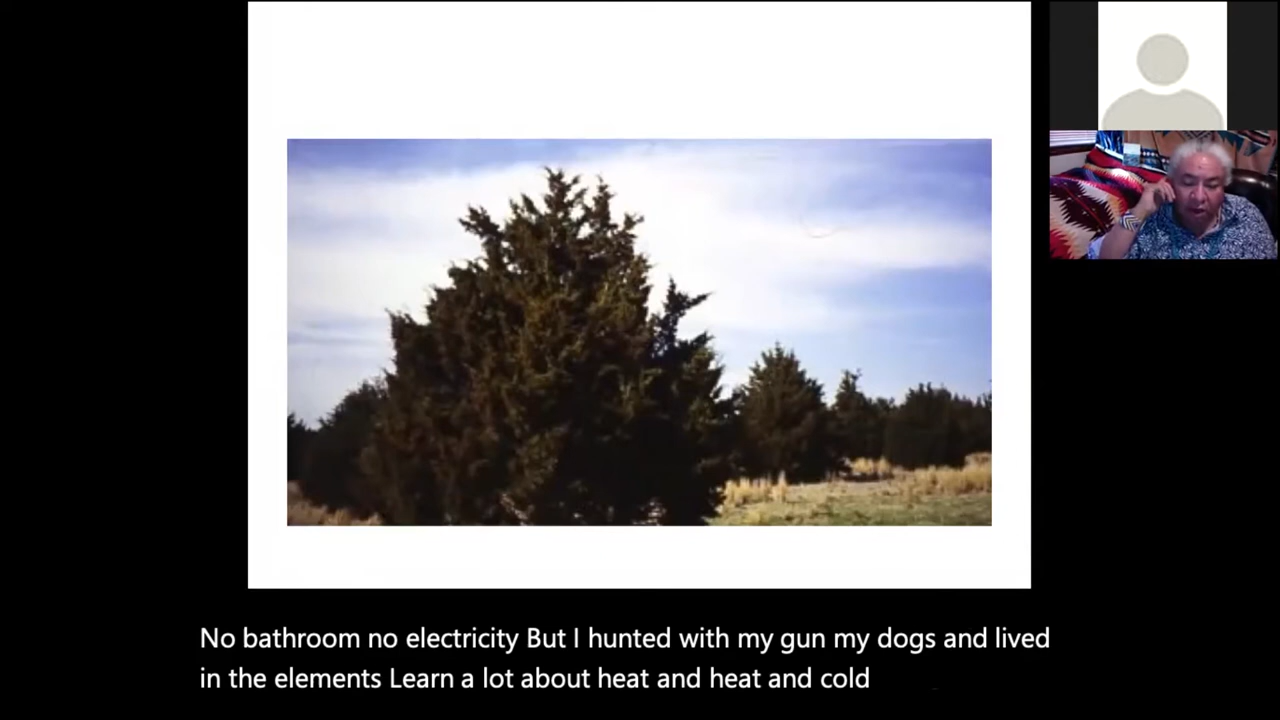 No bathroom no electricity But I hunted with my gun my dogs and lived
in the elements Learn a lot about heat and heat and cold